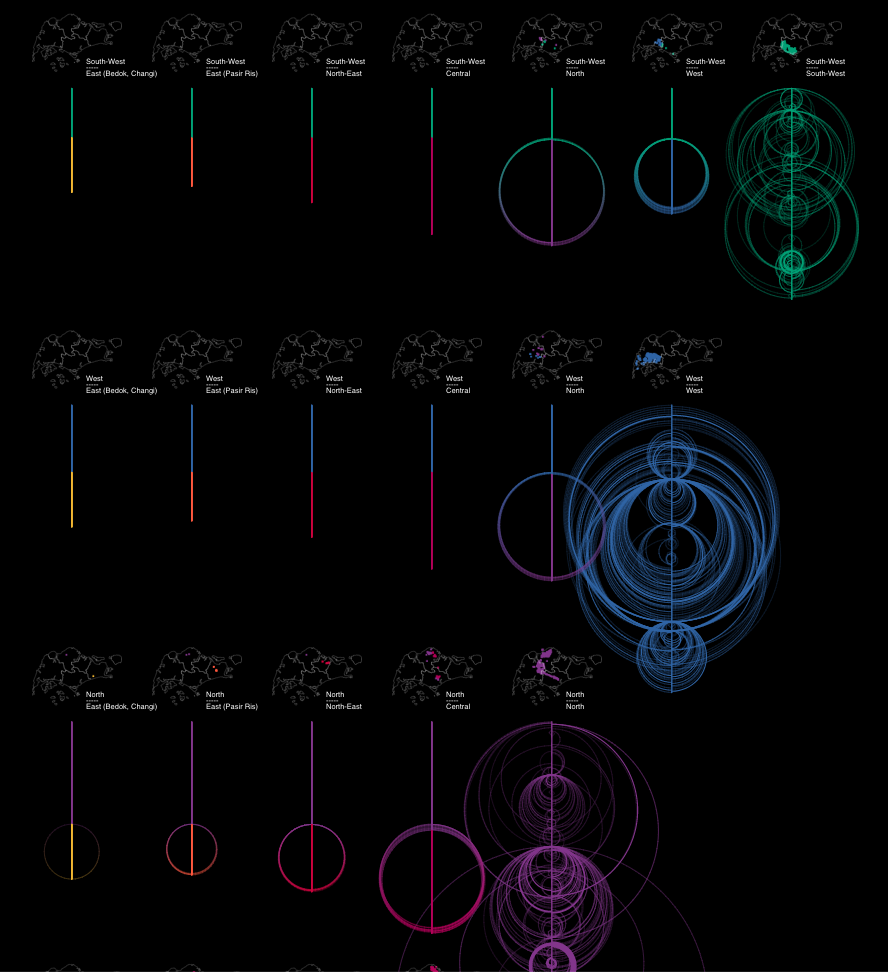 South-West
-----
East (Bedok, Changi)
South-West
-----
East (Pasir Ris)
South-West
-----
North-East
South-West
-----
Central
South-West
-----
North
South-West
-----
West
South-West
-----
South-West
West
-----
East (Bedok, Changi)
West
-----
East (Pasir Ris)
West
-----
North-East
West
-----
Central
West
-----
North
West
-----
West
North
-----
East (Bedok, Changi)
North
-----
East (Pasir Ris)
North
-----
North-East
North
-----
Central
North
-----
North